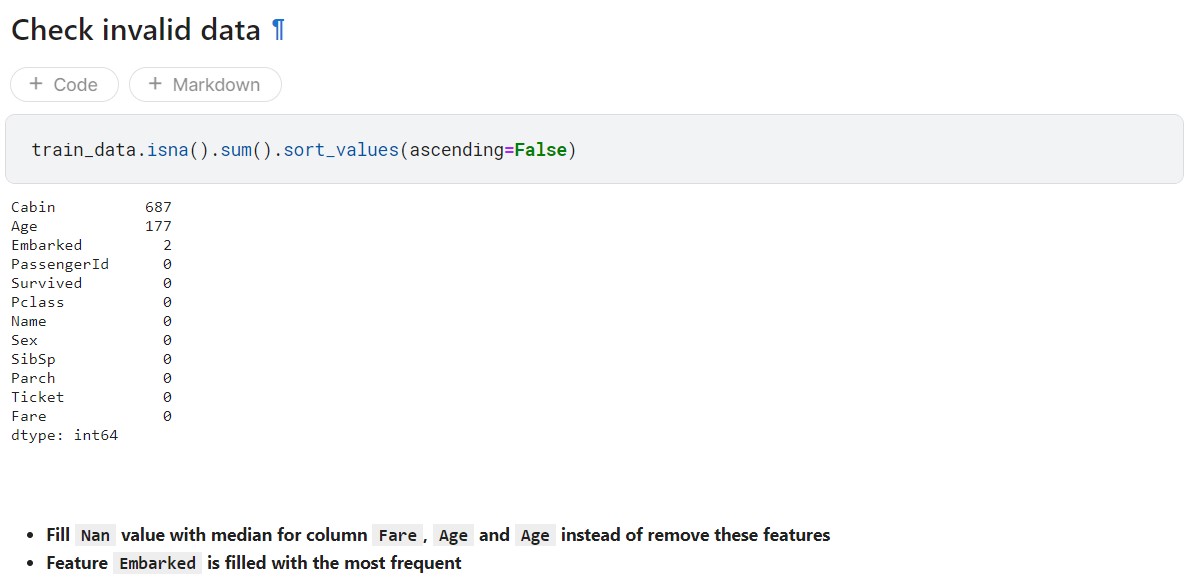 Check invalid data ¶
+ Code + Markdown
train_data.isna().sum().sort_values(ascending=False)
Cabin 687
Age 177
Embarked 2
PassengerId 0
Survived 0
Pclass 0
Name 0
Sex 0
SibSp 0
Parch 0
Ticket 0
Fare 0
dtype: int64
• Fill Nan value with median for column Fare, Age and Age instead of remove these features
• Feature Embarked is filled with the most frequent